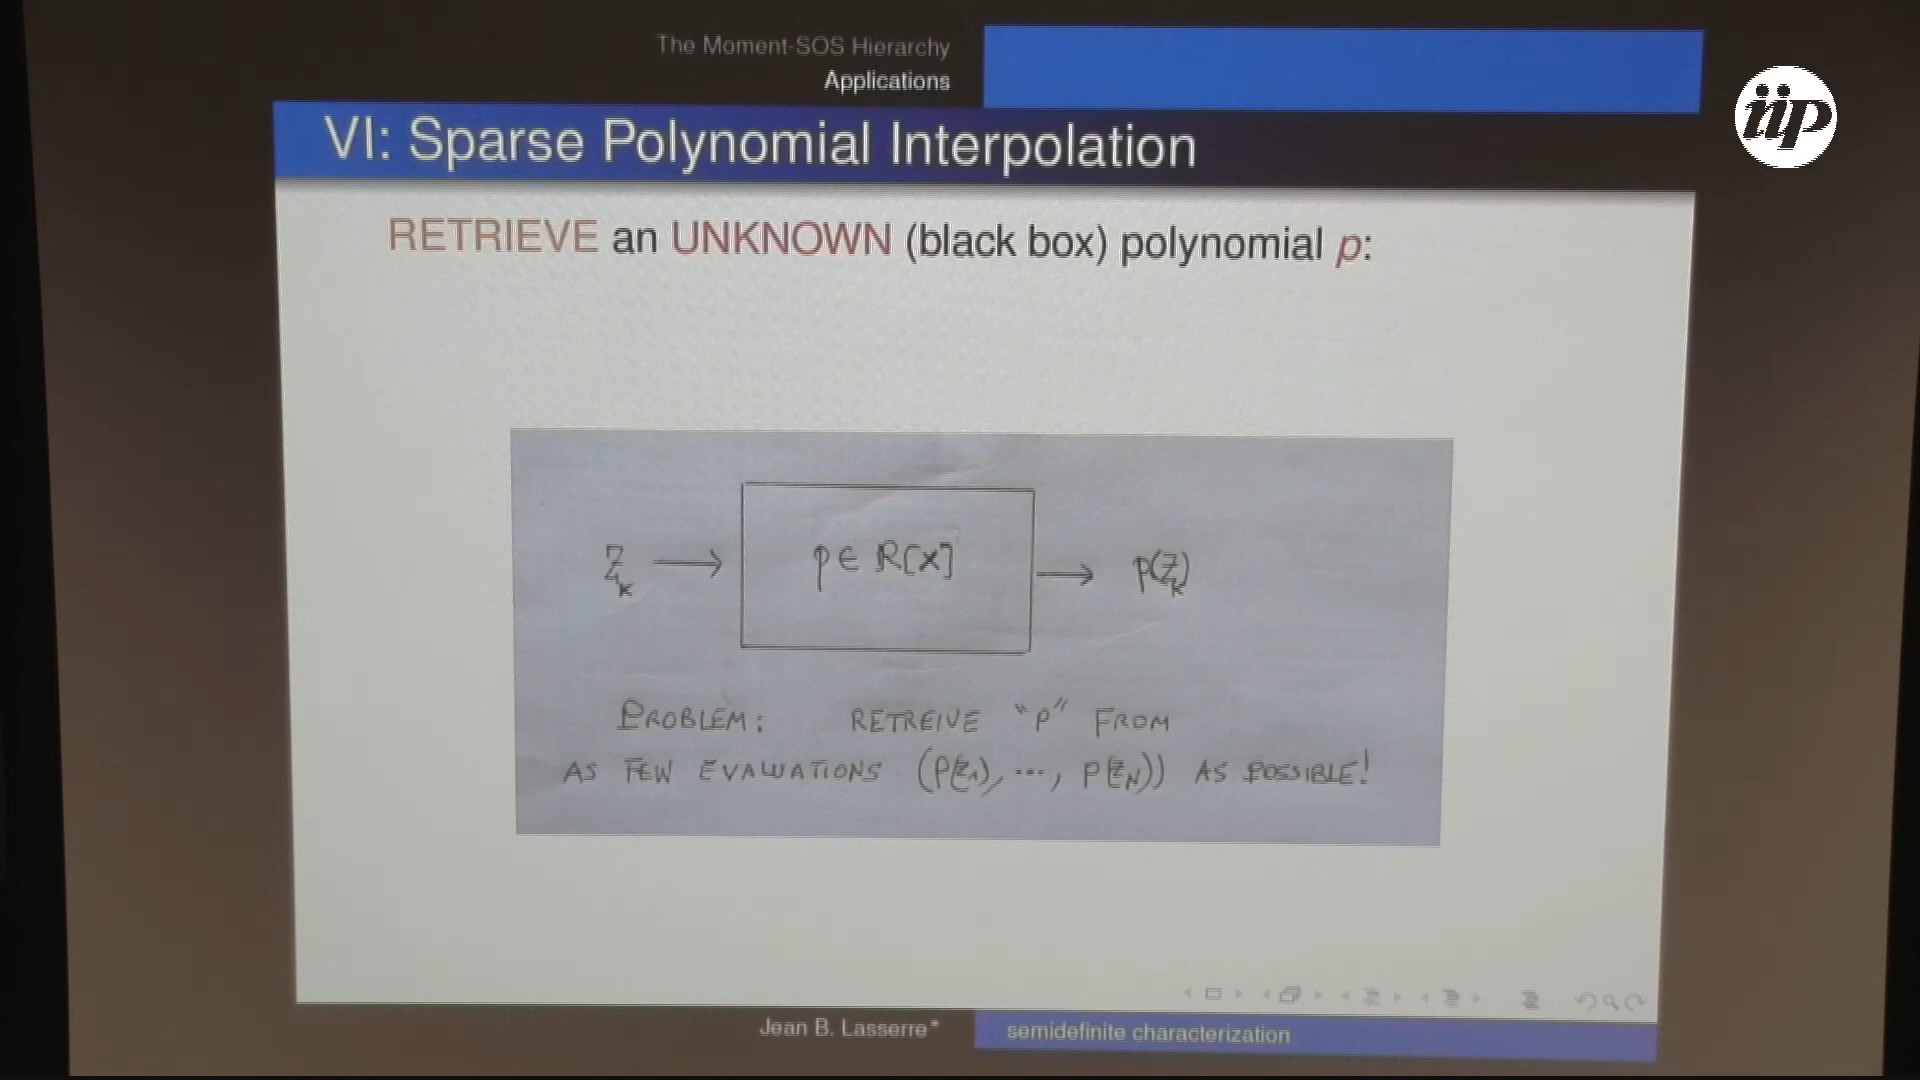 The Moment-SOS Hierarchy
Applications
iip
VI: Sparse Polynomial Interpolation
RETRIEVE an UNKNOWN (black box) polynomial p:
Z_k → p ∈ R[X] → p(Z_k)
PROBLEM: RETREIVE "P" FROM
AS FEW EVALUATIONS (P(Z_1), ..., P(Z_N)) AS POSSIBLE!
Jean B. Lasserre*
semidefinite characterization